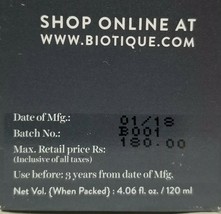 SHOP ONLINE AT
WWW.BIOTIQUE.COM
Date of Mfg.: 01/18
Batch No.: B001
Max. Retail price Rs: 180.00
(Inclusive of all taxes)
Use before: 3 years from date of Mfg.
Net Vol. {When Packed} : 4.06 fl. oz. / 120 ml